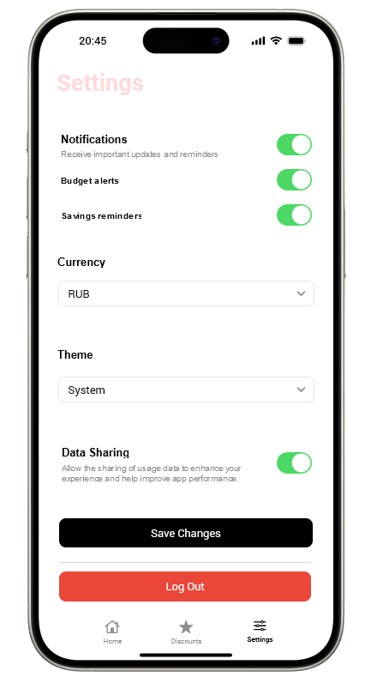 20:45
Settings
Notifications
Receive important updates and reminders
Budget alerts
Savings reminders
Currency
RUB
Theme
System
Data Sharing
Allow the sharing of usage data to enhance your
experience and help improve app performance.
Save Changes
Log Out
Home
Discounts
Settings